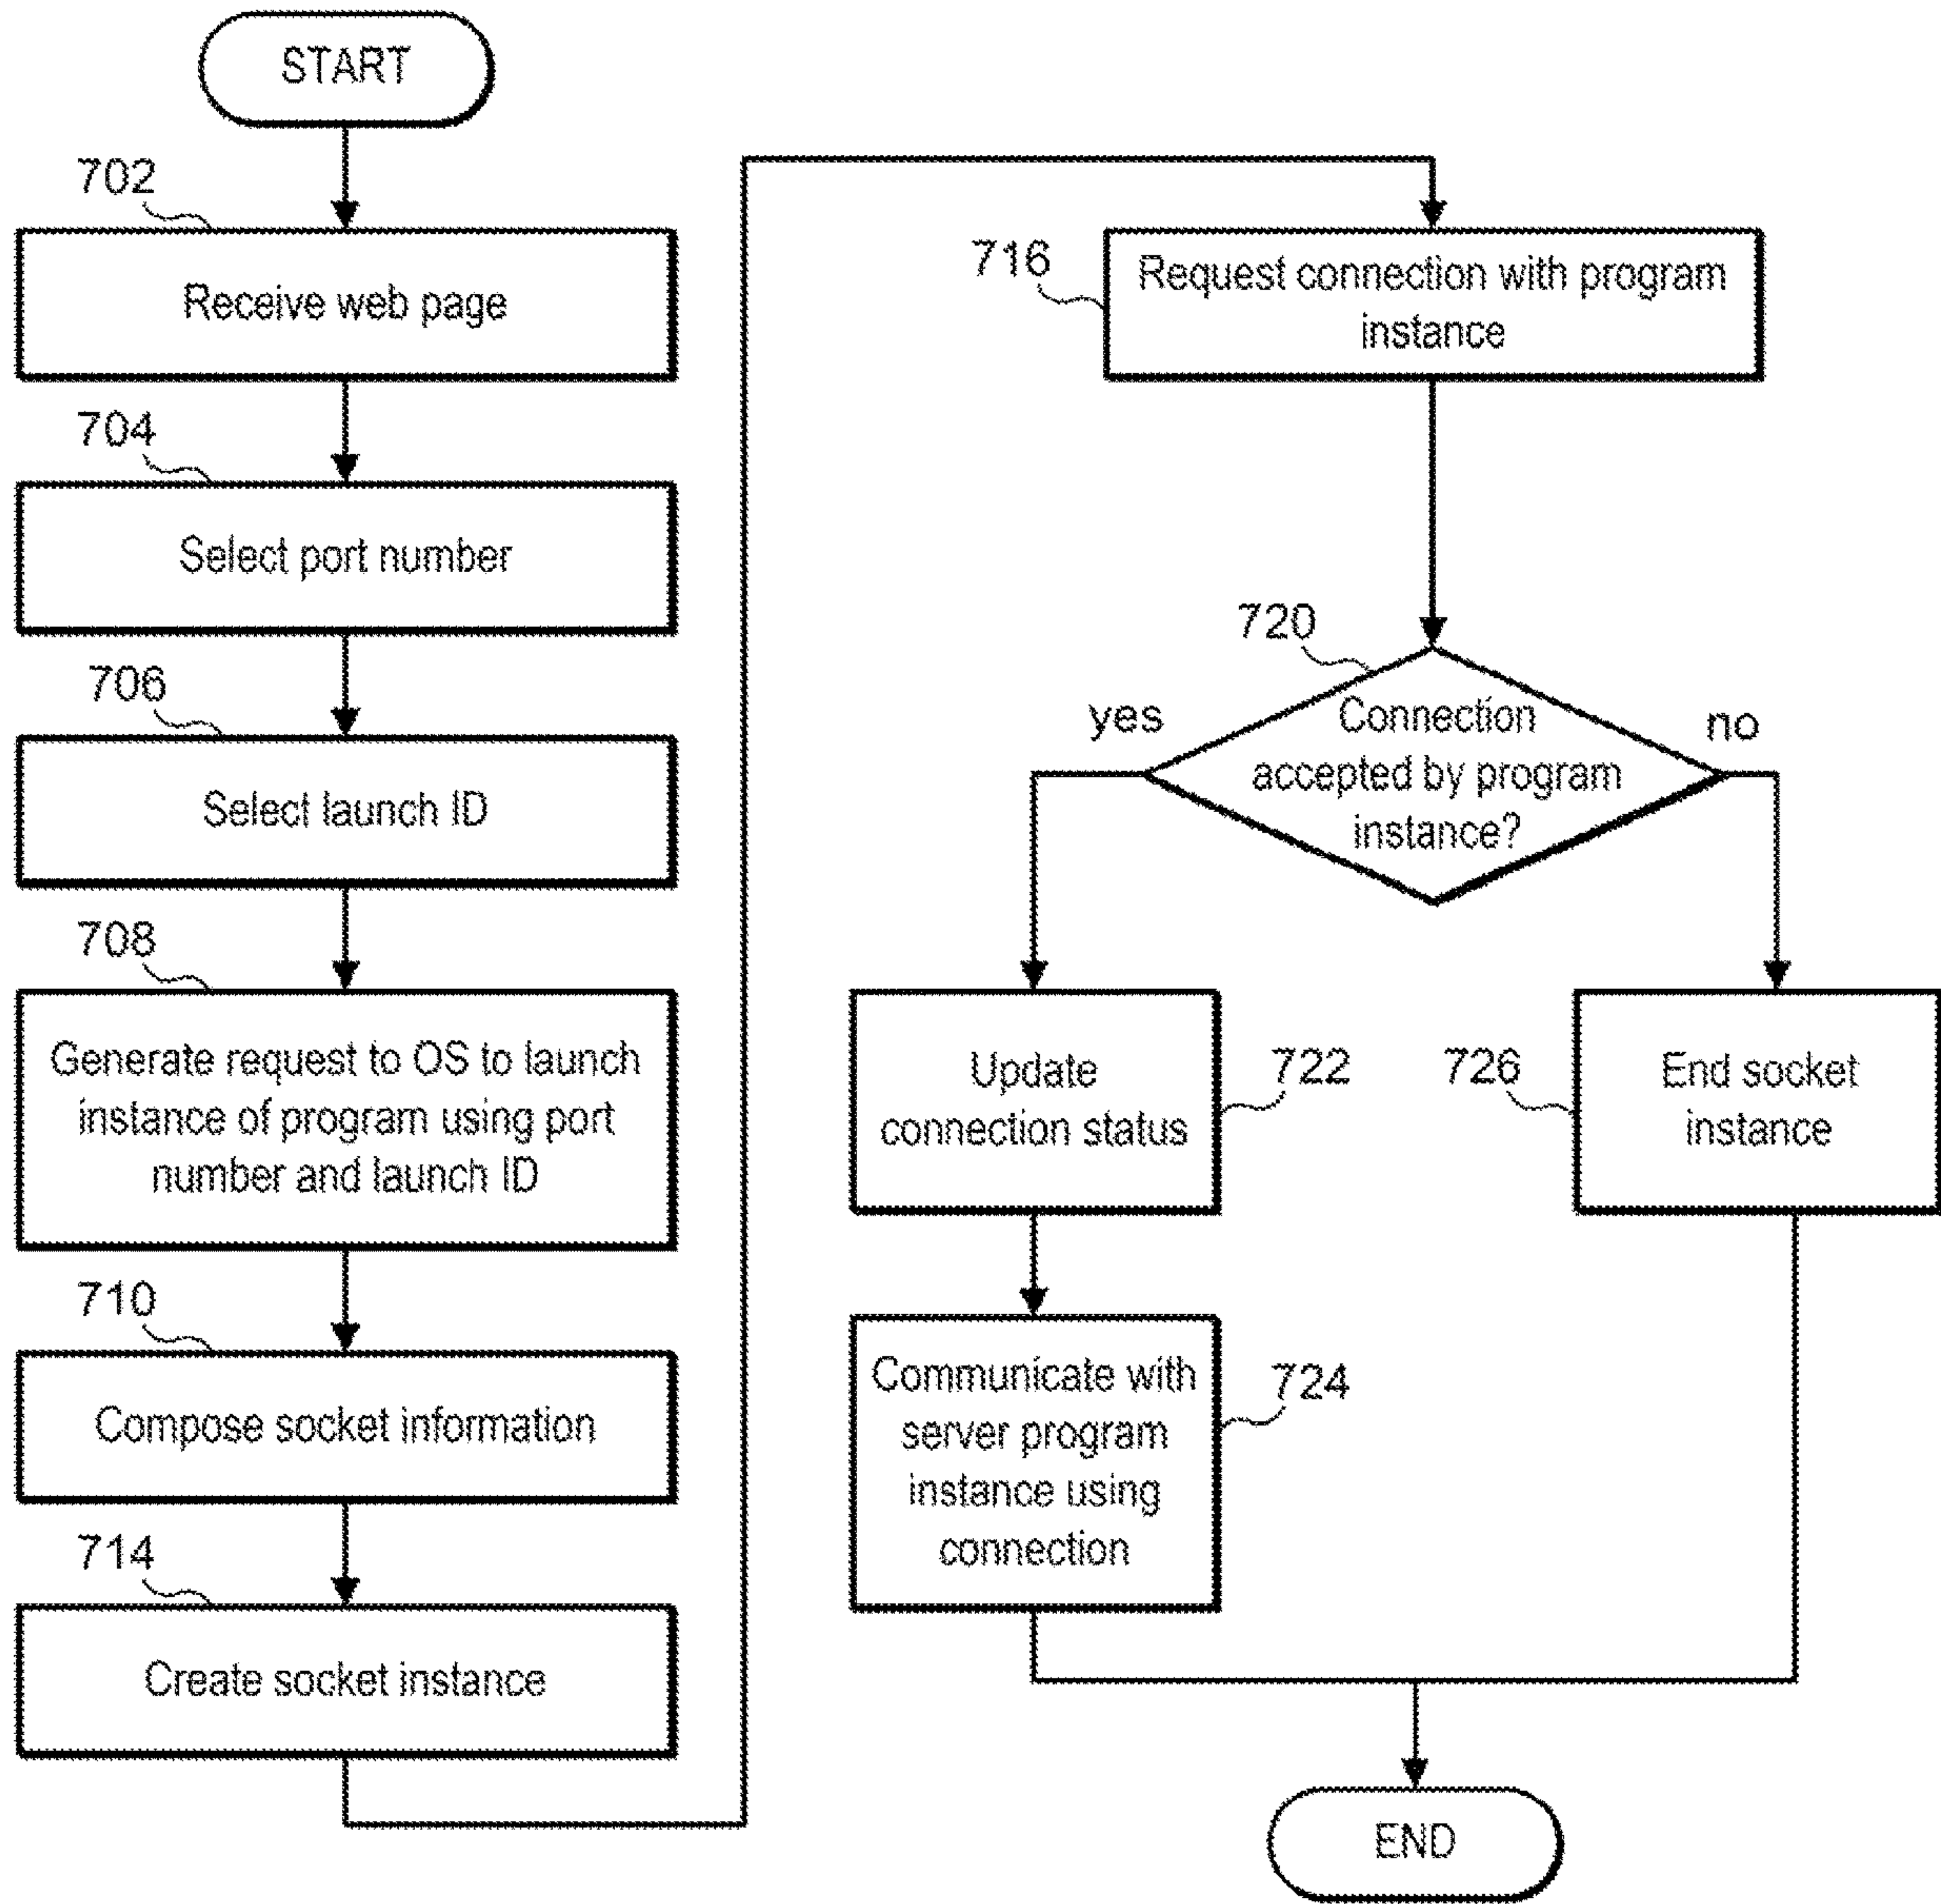 START
702
Receive web page
704
Select port number
706
Select launch ID
708
Generate request to OS to launch
instance of program using port
number and launch ID
710
Compose socket information
714
Create socket instance
716
Request connection with program
instance
720
yes
no
Connection
accepted by program
instance?
Update
connection status
722
726
End socket
instance
Communicate with
server program
instance using
connection
724
END